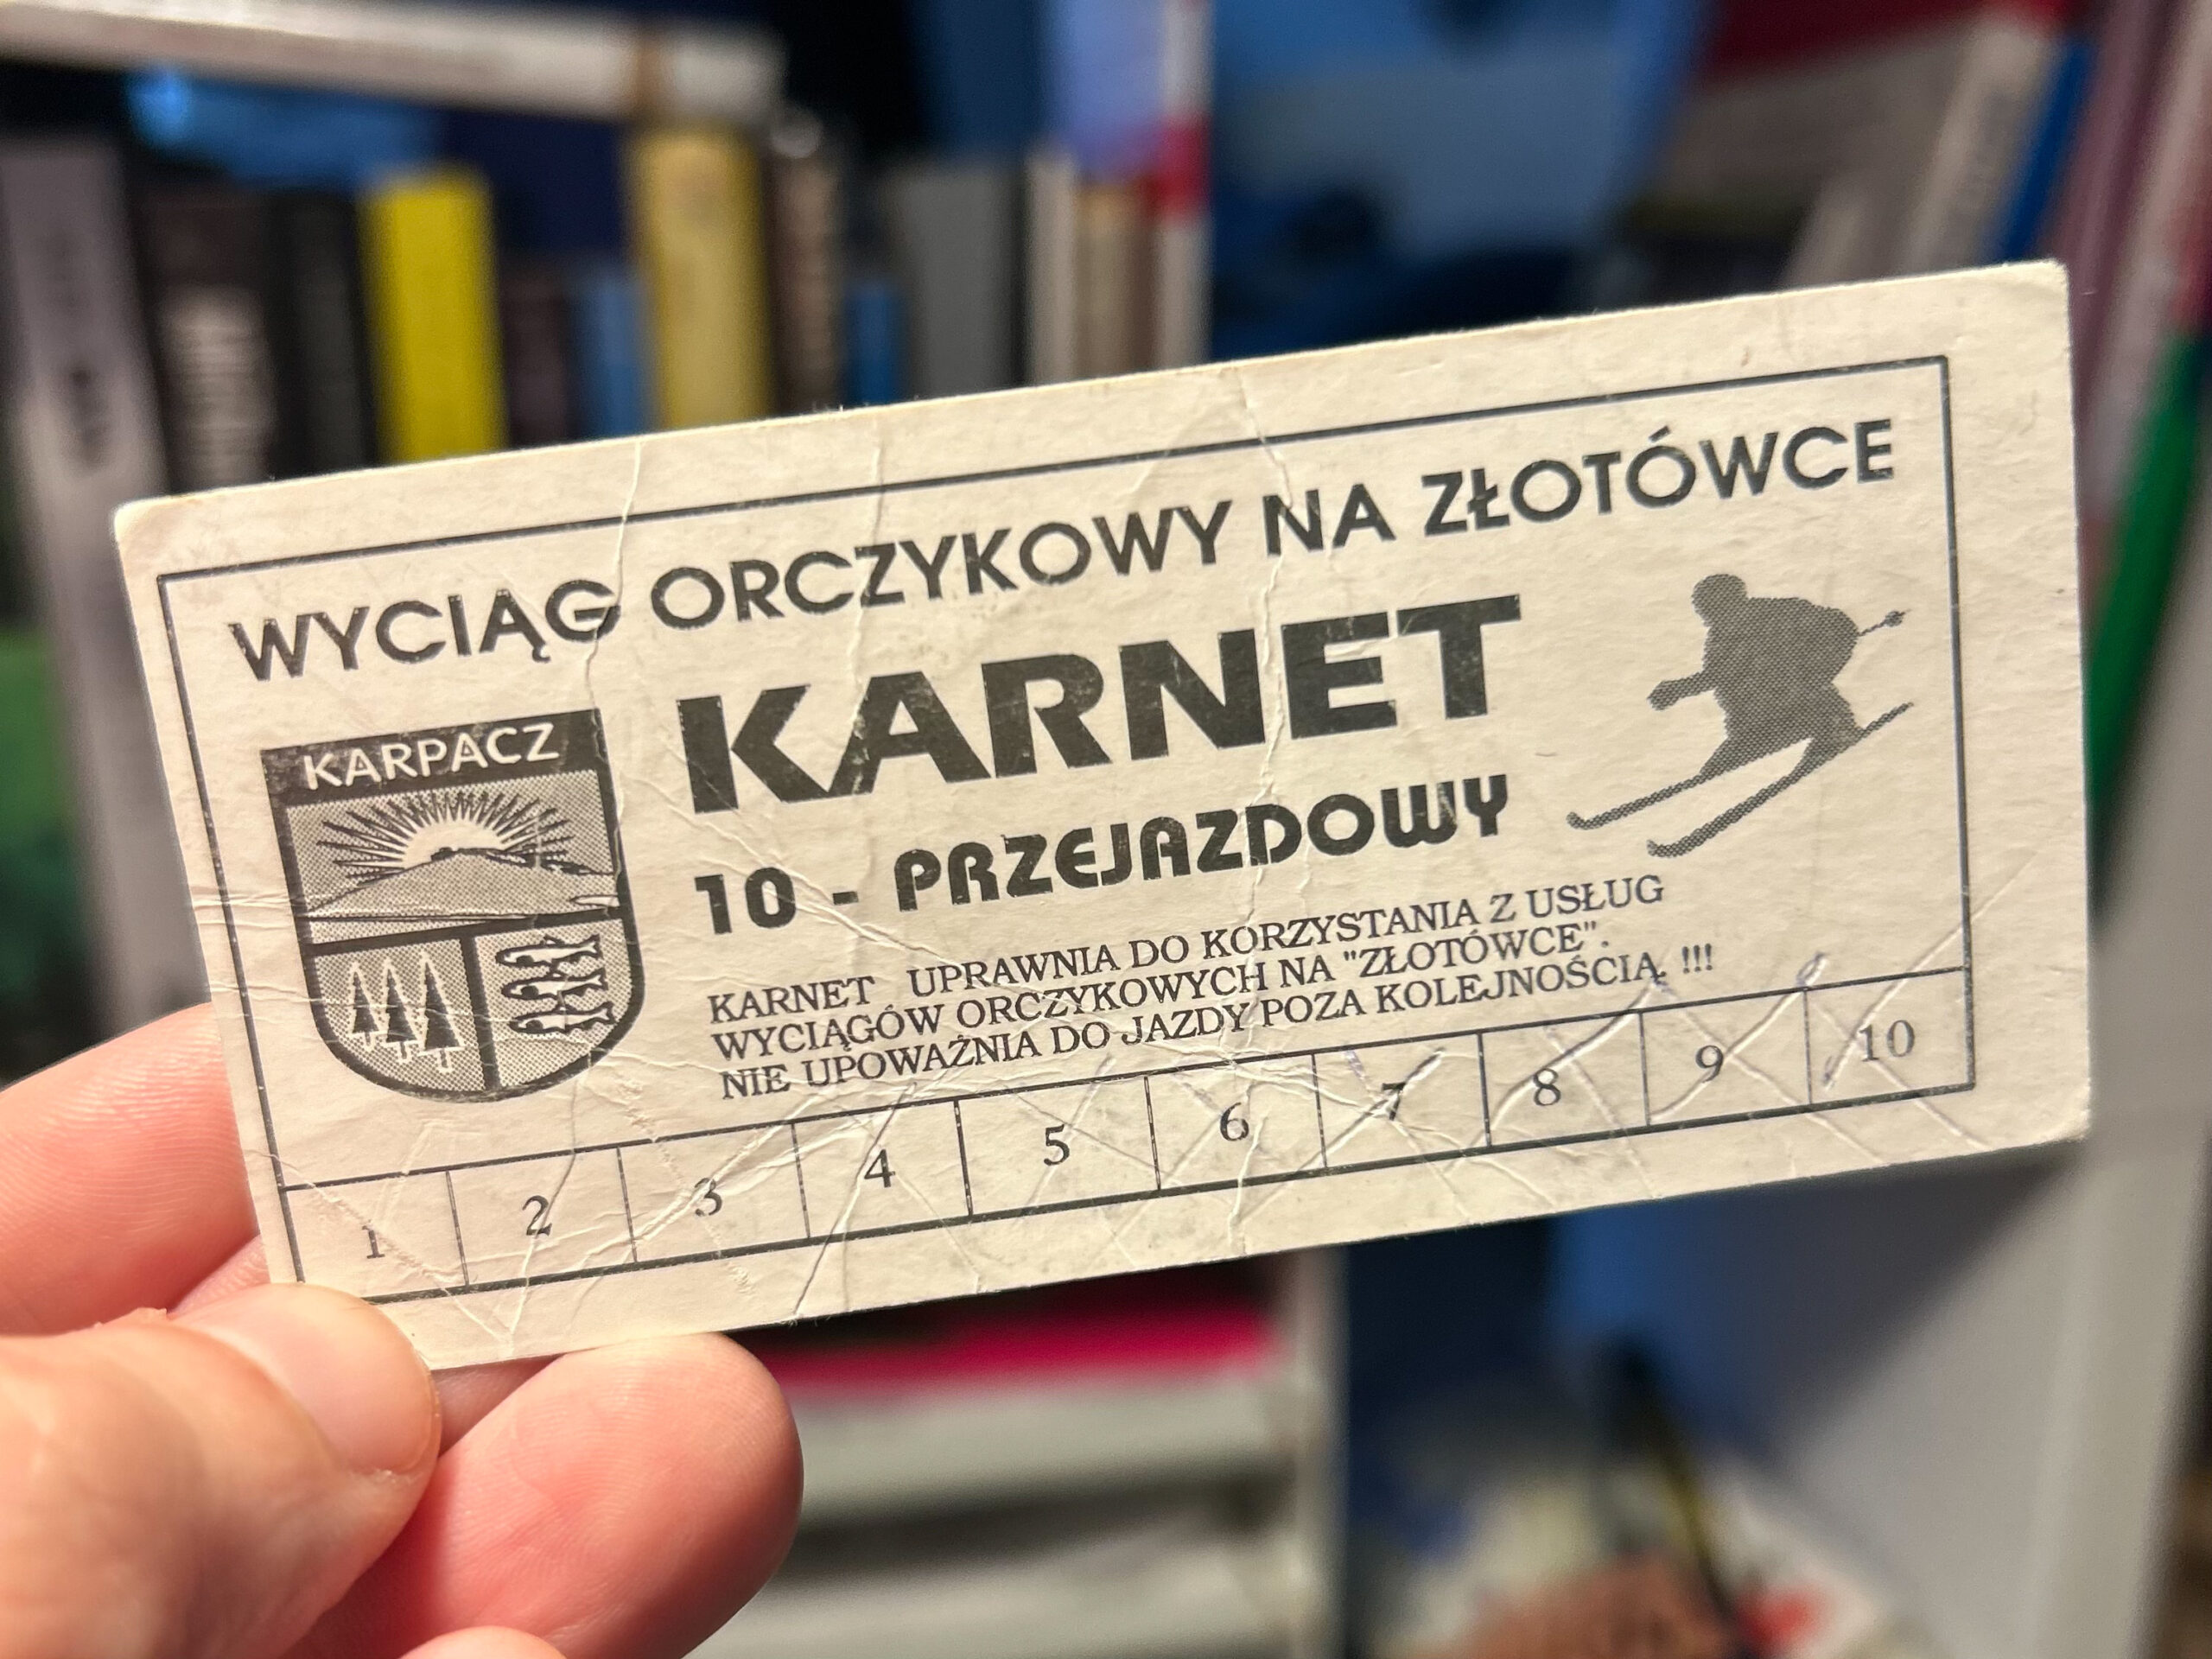 WYCIĄG ORCZYKOWY NA ZŁOTÓWCE
KARPACZ
KARNET
10 - PRZEJAZDOWY
KARNET UPRAWNIA DO KORZYSTANIA Z USŁUG
WYCIĄGÓW ORCZYKOWYCH NA "ZŁOTÓWCE".
NIE UPOWAŻNIA DO JAZDY POZA KOLEJNOŚCIĄ. !!!
1 2 3 4 5 6 7 8 9 10